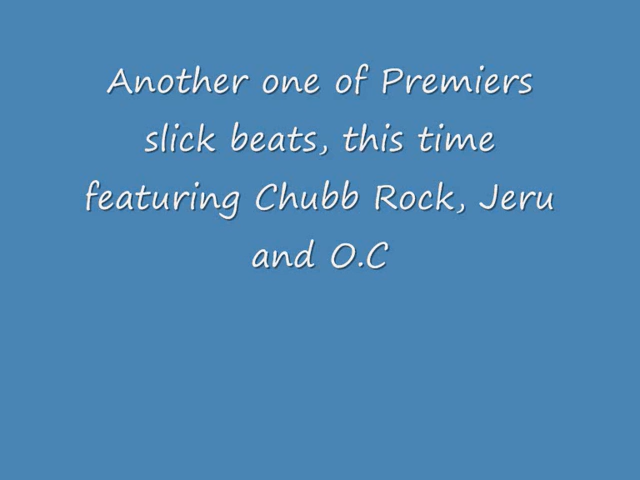 Another one of Premiers
slick beats, this time
featuring Chubb Rock, Jeru
and O.C